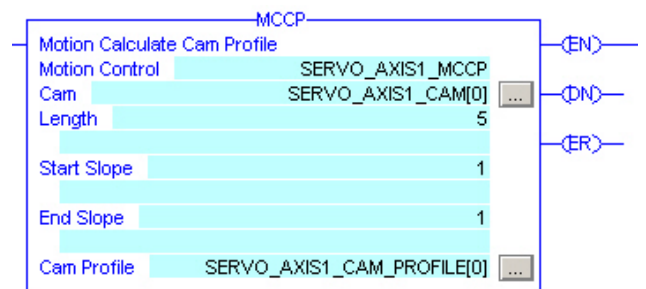 MCCP
Motion Calculate Cam Profile
EN
Motion Control SERVO_AXIS1_MCCP
Cam SERVO_AXIS1_CAM[0] ...
DN
Length 5
ER
Start Slope 1
End Slope 1
Cam Profile SERVO_AXIS1_CAM_PROFILE[0] ...